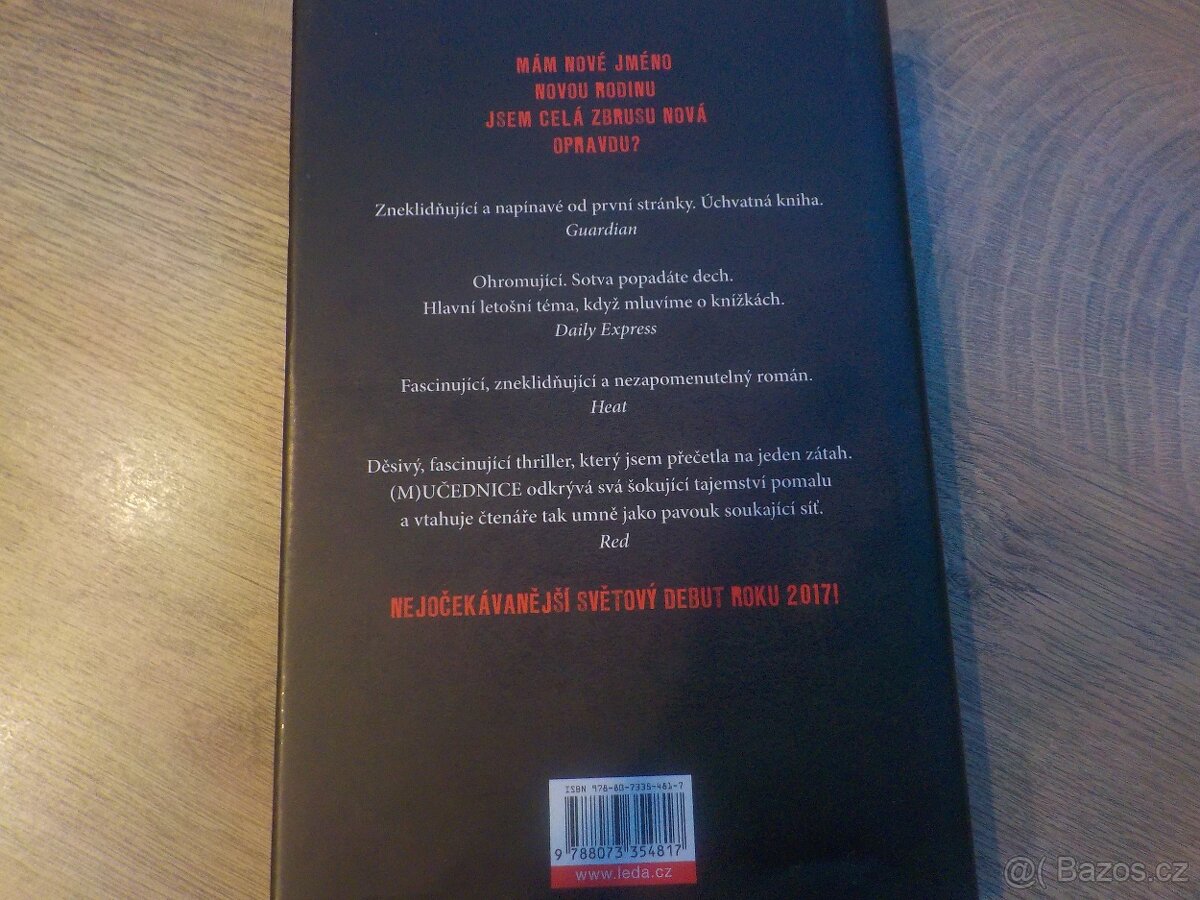 MÁM NOVÉ JMÉNO
NOVOU RODINU
JSEM CELÁ ZBRUSU NOVÁ
OPRAVDU?
Zneklidňující a napínavé od první stránky. Úchvatná kniha.
Guardian
Ohromující. Sotva popadáte dech.
Hlavní letošní téma, když mluvíme o knížkách.
Daily Express
Fascinující, zneklidňující a nezapomenutelný román.
Heat
Děsivý, fascinující thriller, který jsem přečetla na jeden zátah.
(M)UČEDNICE odkrývá svá šokující tajemství pomalu
a vtahuje čtenáře tak umně jako pavouk soukající síť.
Red
NEJOČEKÁVANĚJŠÍ SVĚTOVÝ DEBUT ROKU 2017!
ISBN 978-80-7335-481-7
9 788073 354817
www.leda.cz
@( Bazos.cz